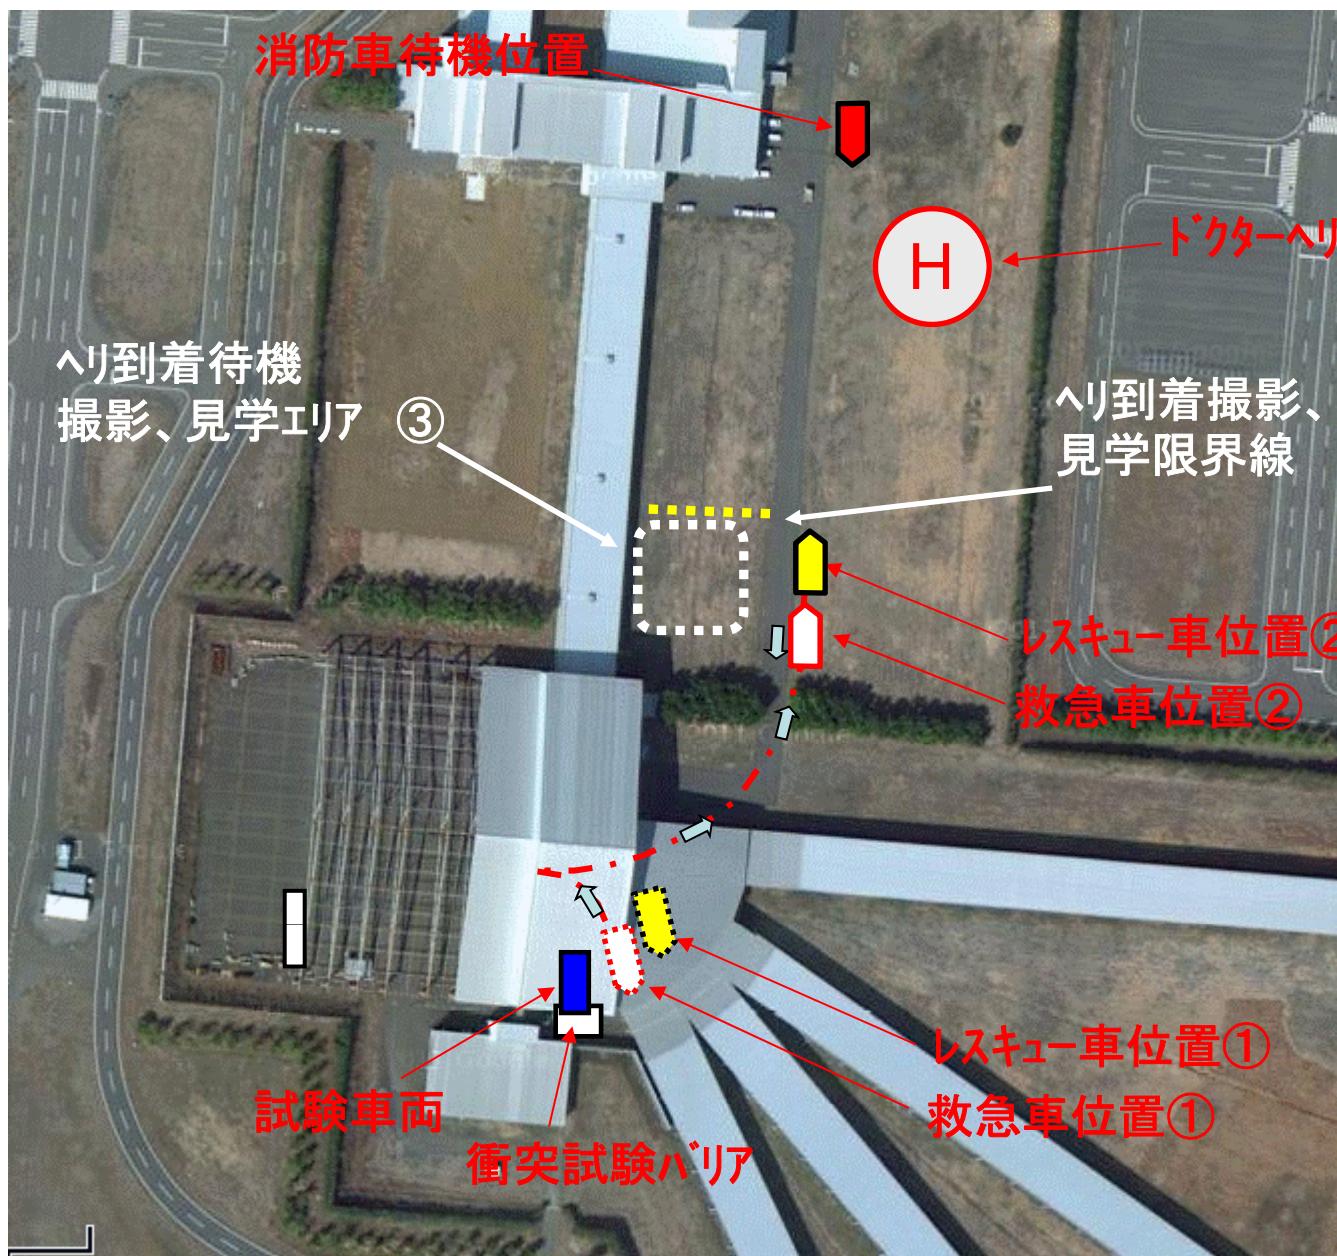 消防車待機位置
H
ドクターヘリ
ヘリ到着待機
撮影、見学エリア ③
ヘリ到着撮影、
見学限界線
レスキュー車位置②
救急車位置②
レスキュー車位置①
救急車位置①
試験車両
衝突試験バリア